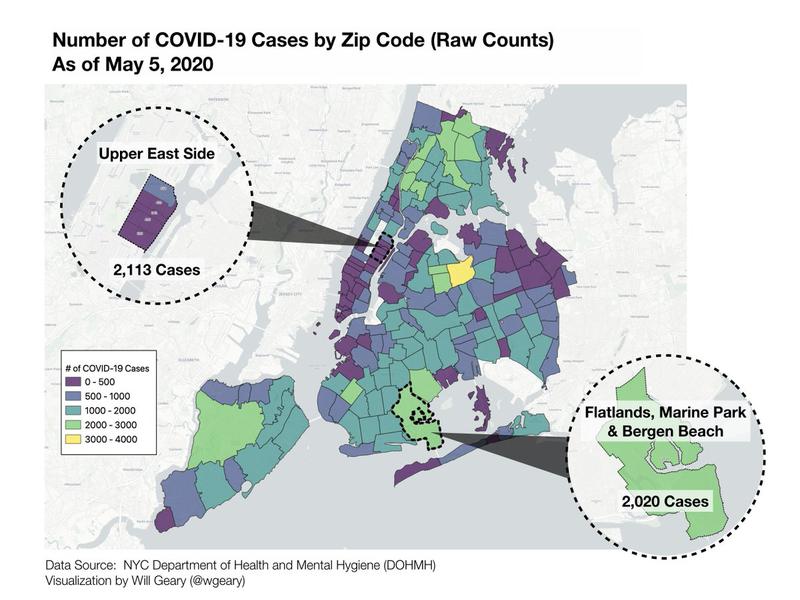 Number of COVID-19 Cases by Zip Code (Raw Counts)
As of May 5, 2020
Upper East Side
2,113 Cases
JERSEY CITY
ELIZABETH
# of COVID-19 Cases
0 - 500
500 - 1000
1000 - 2000
2000 - 3000
3000 - 4000
Flatlands, Marine Park
& Bergen Beach
2,020 Cases
Data Source:  NYC Department of Health and Mental Hygiene (DOHMH)
Visualization by Will Geary (@wgeary)